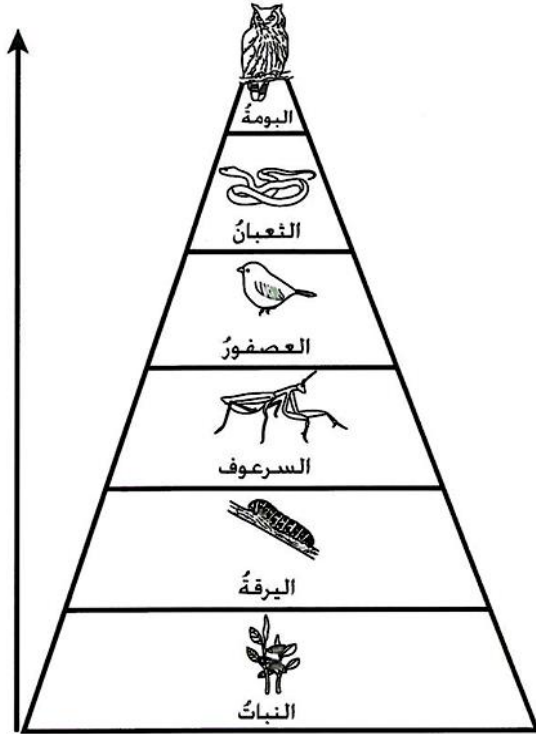 البومةُ
الثعبانُ
العصفورُ
السرعوف
اليرقةُ
النباتُ